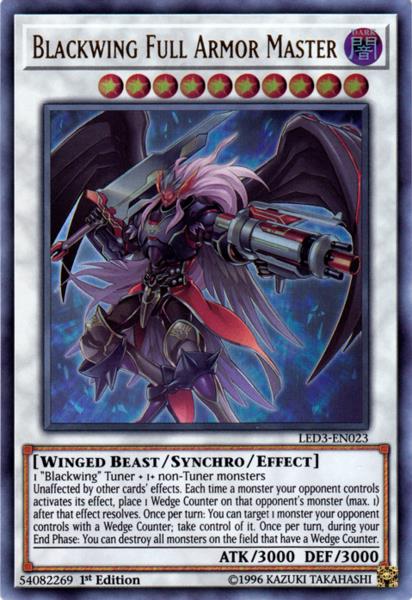 BLACKWING FULL ARMOR MASTER
DARK
闇
LED3-EN023
[WINGED BEAST/SYNCHRO/EFFECT]
1 "Blackwing" Tuner + 1+ non-Tuner monsters
Unaffected by other cards' effects. Each time a monster your opponent controls
activates its effect, place 1 Wedge Counter on that opponent's monster (max. 1)
after that effect resolves. Once per turn: You can target 1 monster your opponent
controls with a Wedge Counter; take control of it. Once per turn, during your
End Phase: You can destroy all monsters on the field that have a Wedge Counter.
ATK/3000 DEF/3000
54082269 1st Edition ©1996 KAZUKI TAKAHASHI